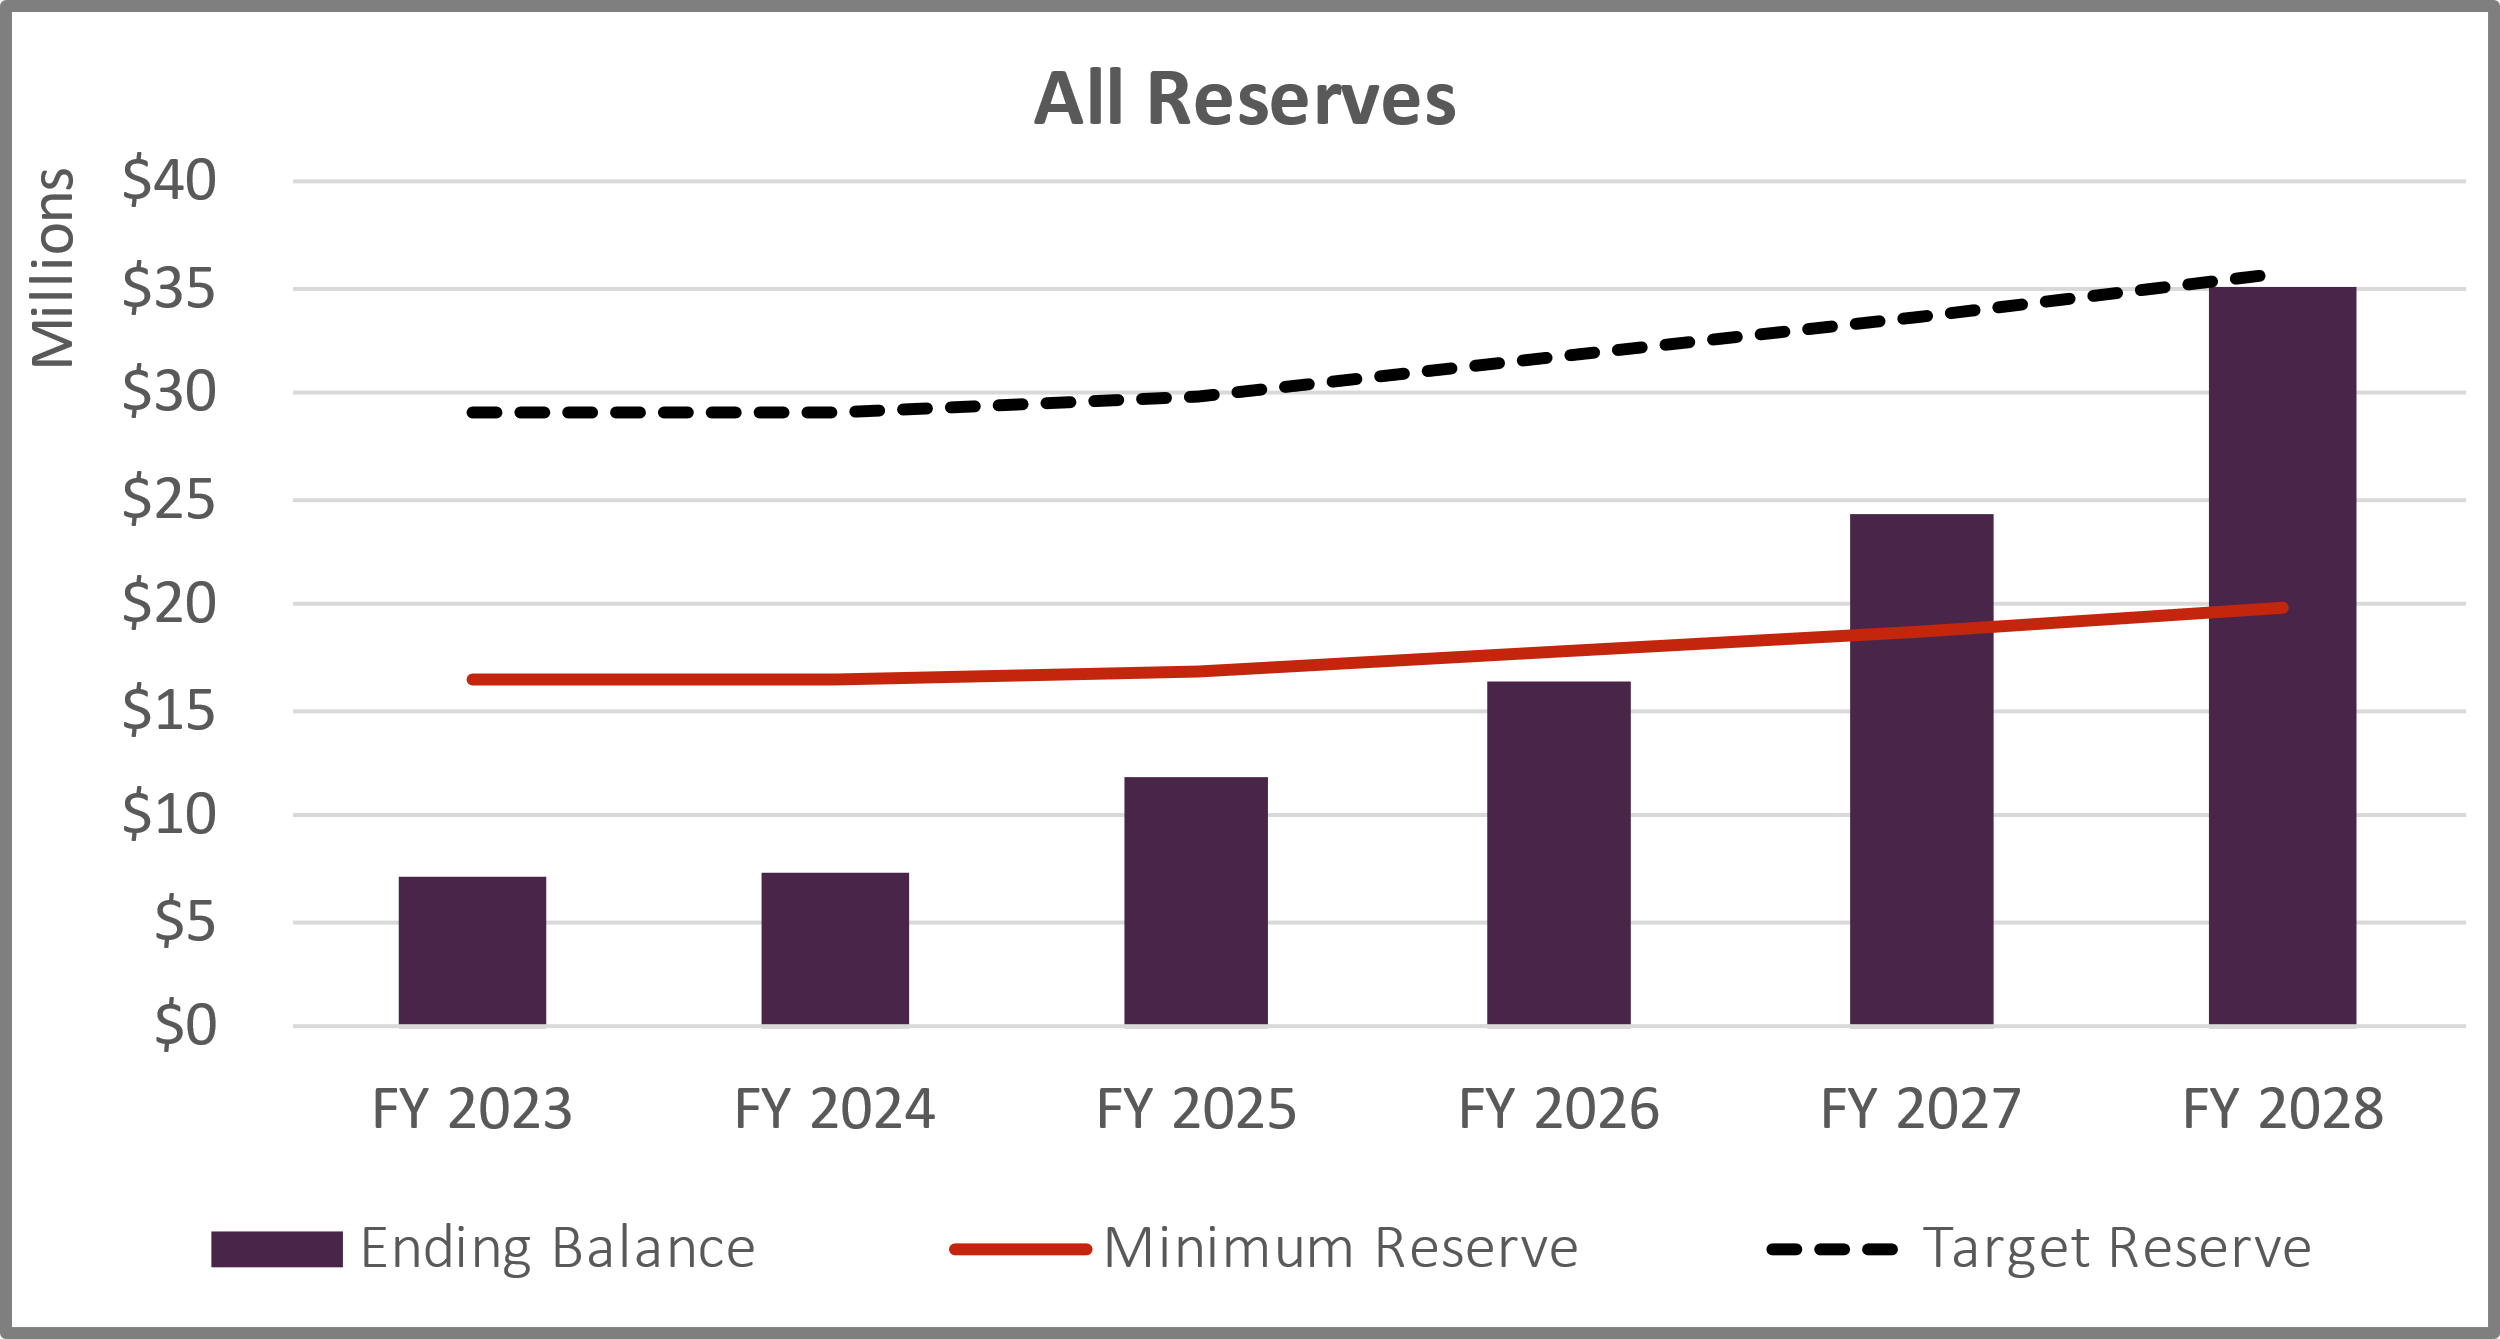 All Reserves
Millions
$40
$35
$30
$25
$20
$15
$10
$5
$0
FY 2023 FY 2024 FY 2025 FY 2026 FY 2027 FY 2028
Ending Balance Minimum Reserve Target Reserve